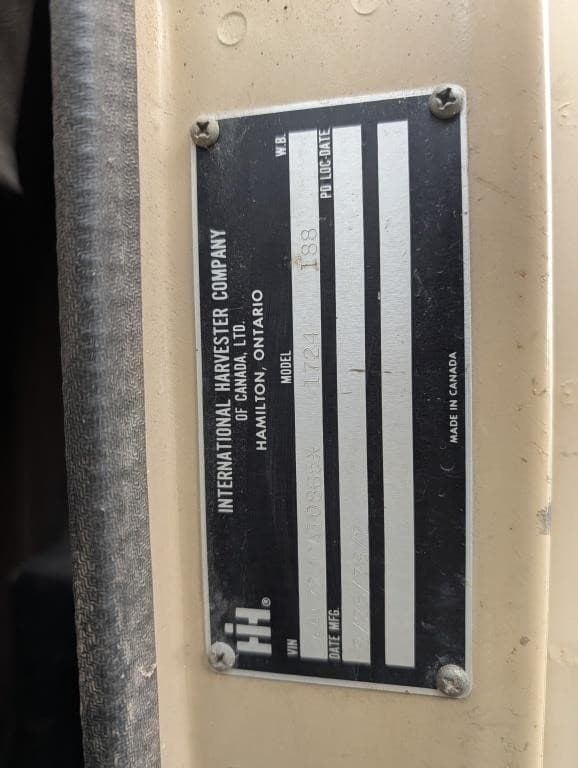 INTERNATIONAL HARVESTER COMPANY
OF CANADA, LTD.
HAMILTON, ONTARIO
IH ®
VIN MODEL W.B.
1724 188
DATE MFG. PD LOC-DATE
MADE IN CANADA